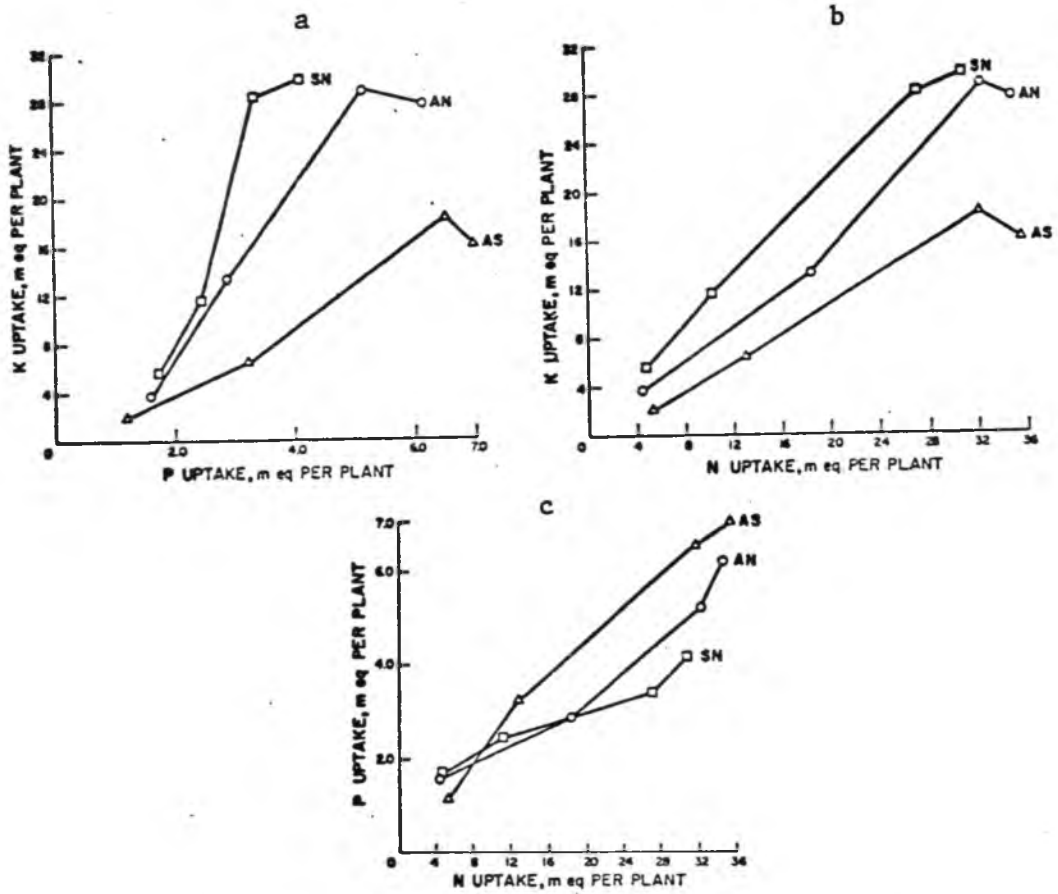 a
32
28
24
20
16
12
8
4
0
K UPTAKE, m eq PER PLANT
SN
AN
AS
2.0 4.0 6.0 7.0
P UPTAKE, m eq PER PLANT
b
32
28
24
20
16
12
8
4
0
K UPTAKE, m eq PER PLANT
SN
AN
AS
4 8 12 16 20 24 28 32 36
N UPTAKE, m eq PER PLANT
c
7.0
6.0
4.0
2.0
0
P UPTAKE, m eq PER PLANT
AS
AN
SN
4 8 12 16 20 24 28 32 36
N UPTAKE, m eq PER PLANT